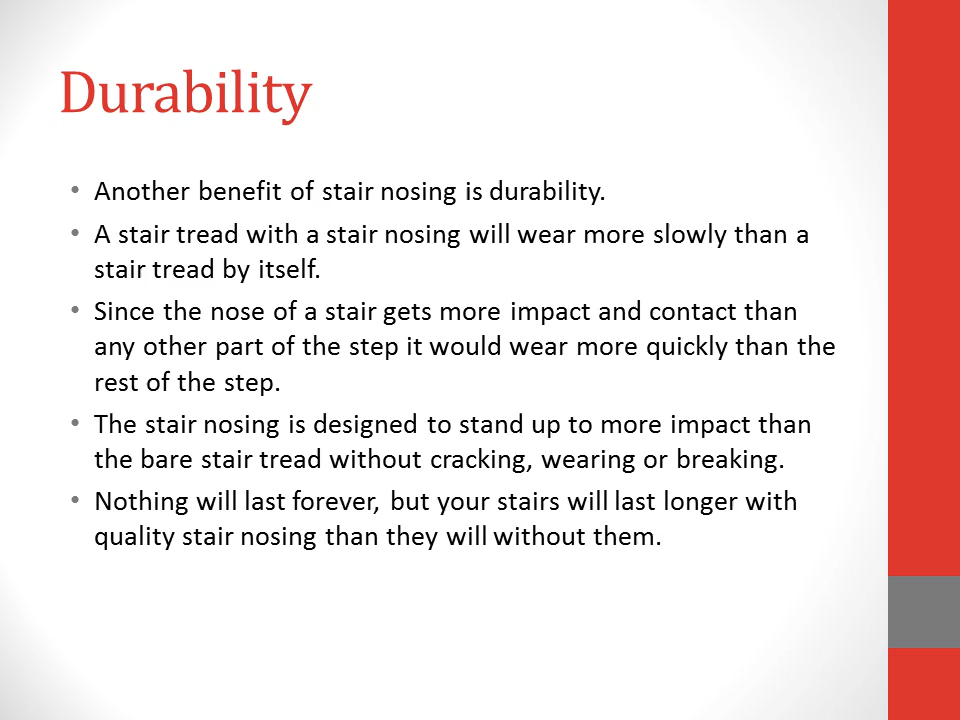 Durability
• Another benefit of stair nosing is durability.
• A stair tread with a stair nosing will wear more slowly than a
stair tread by itself.
• Since the nose of a stair gets more impact and contact than
any other part of the step it would wear more quickly than the
rest of the step.
• The stair nosing is designed to stand up to more impact than
the bare stair tread without cracking, wearing or breaking.
• Nothing will last forever, but your stairs will last longer with
quality stair nosing than they will without them.